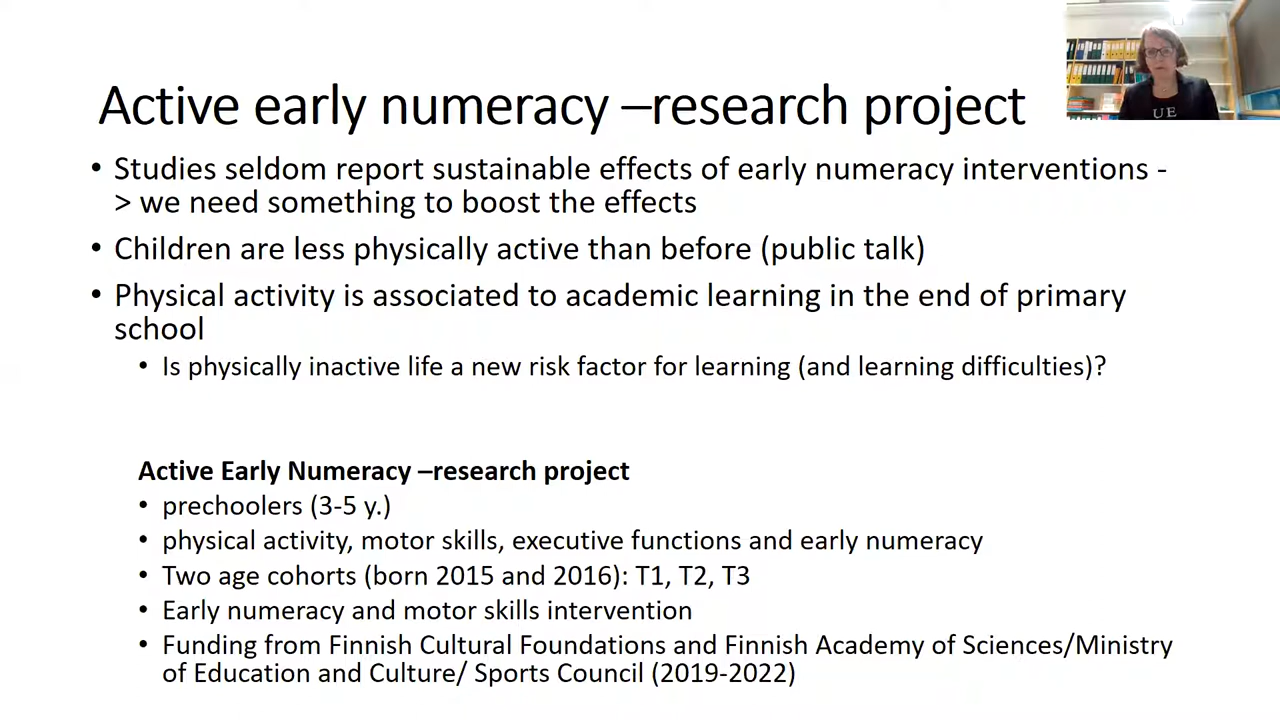 Active early numeracy –research project
UE
• Studies seldom report sustainable effects of early numeracy interventions -
> we need something to boost the effects
• Children are less physically active than before (public talk)
• Physical activity is associated to academic learning in the end of primary
school
• Is physically inactive life a new risk factor for learning (and learning difficulties)?
Active Early Numeracy –research project
• prechoolers (3-5 y.)
• physical activity, motor skills, executive functions and early numeracy
• Two age cohorts (born 2015 and 2016): T1, T2, T3
• Early numeracy and motor skills intervention
• Funding from Finnish Cultural Foundations and Finnish Academy of Sciences/Ministry
of Education and Culture/ Sports Council (2019-2022)